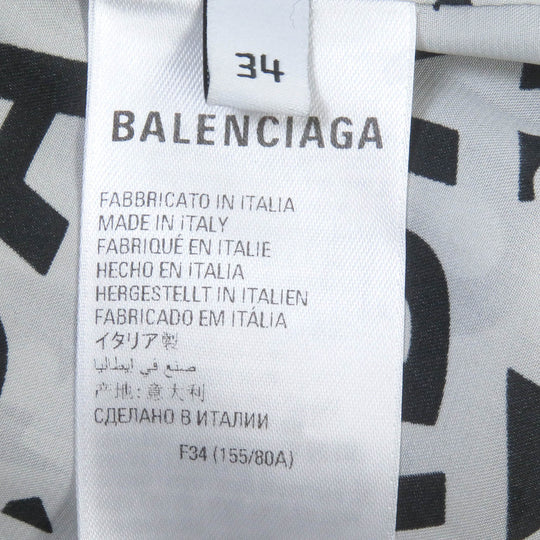 34
BALENCIAGA
FABBRICATO IN ITALIA
MADE IN ITALY
FABRIQUÉ EN ITALIE
HECHO EN ITALIA
HERGESTELLT IN ITALIEN
FABRICADO EM ITÁLIA
イタリア製
صنع في ايطاليا
产地:意大利
СДЕЛАНО В ИТАЛИИ
F34 (155/80A)